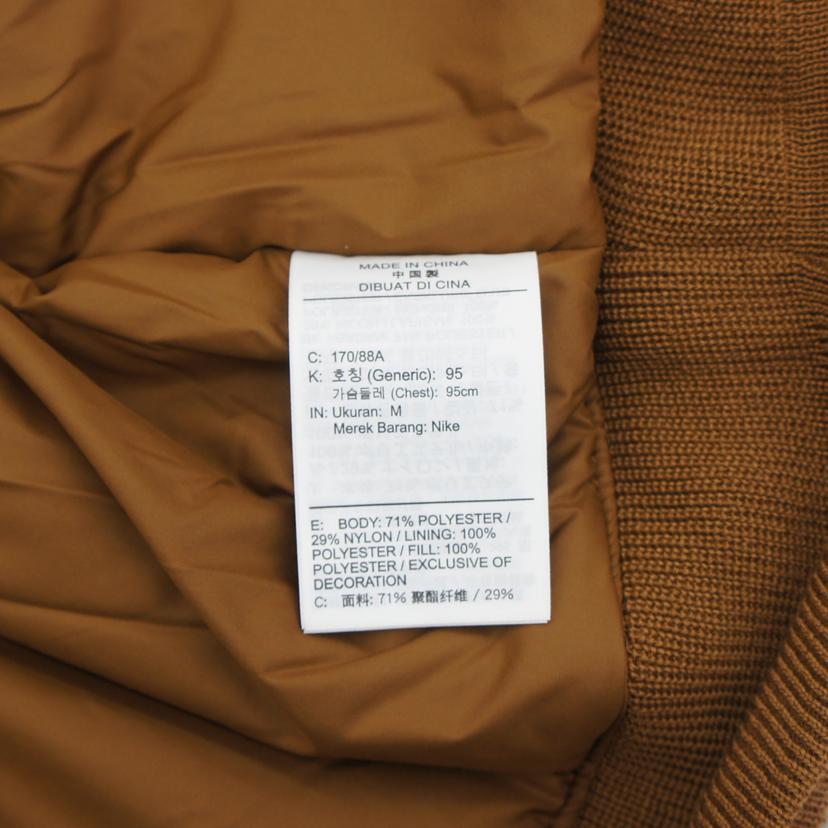 MADE IN CHINA
中国製
DIBUAT DI CINA
C: 170/88A
K: 호칭 (Generic): 95
가슴둘레 (Chest): 95cm
IN: Ukuran: M
Merek Barang: Nike
E: BODY: 71% POLYESTER /
29% NYLON / LINING: 100%
POLYESTER / FILL: 100%
POLYESTER / EXCLUSIVE OF
DECORATION
C: 面料: 71% 聚酯纤维 / 29%